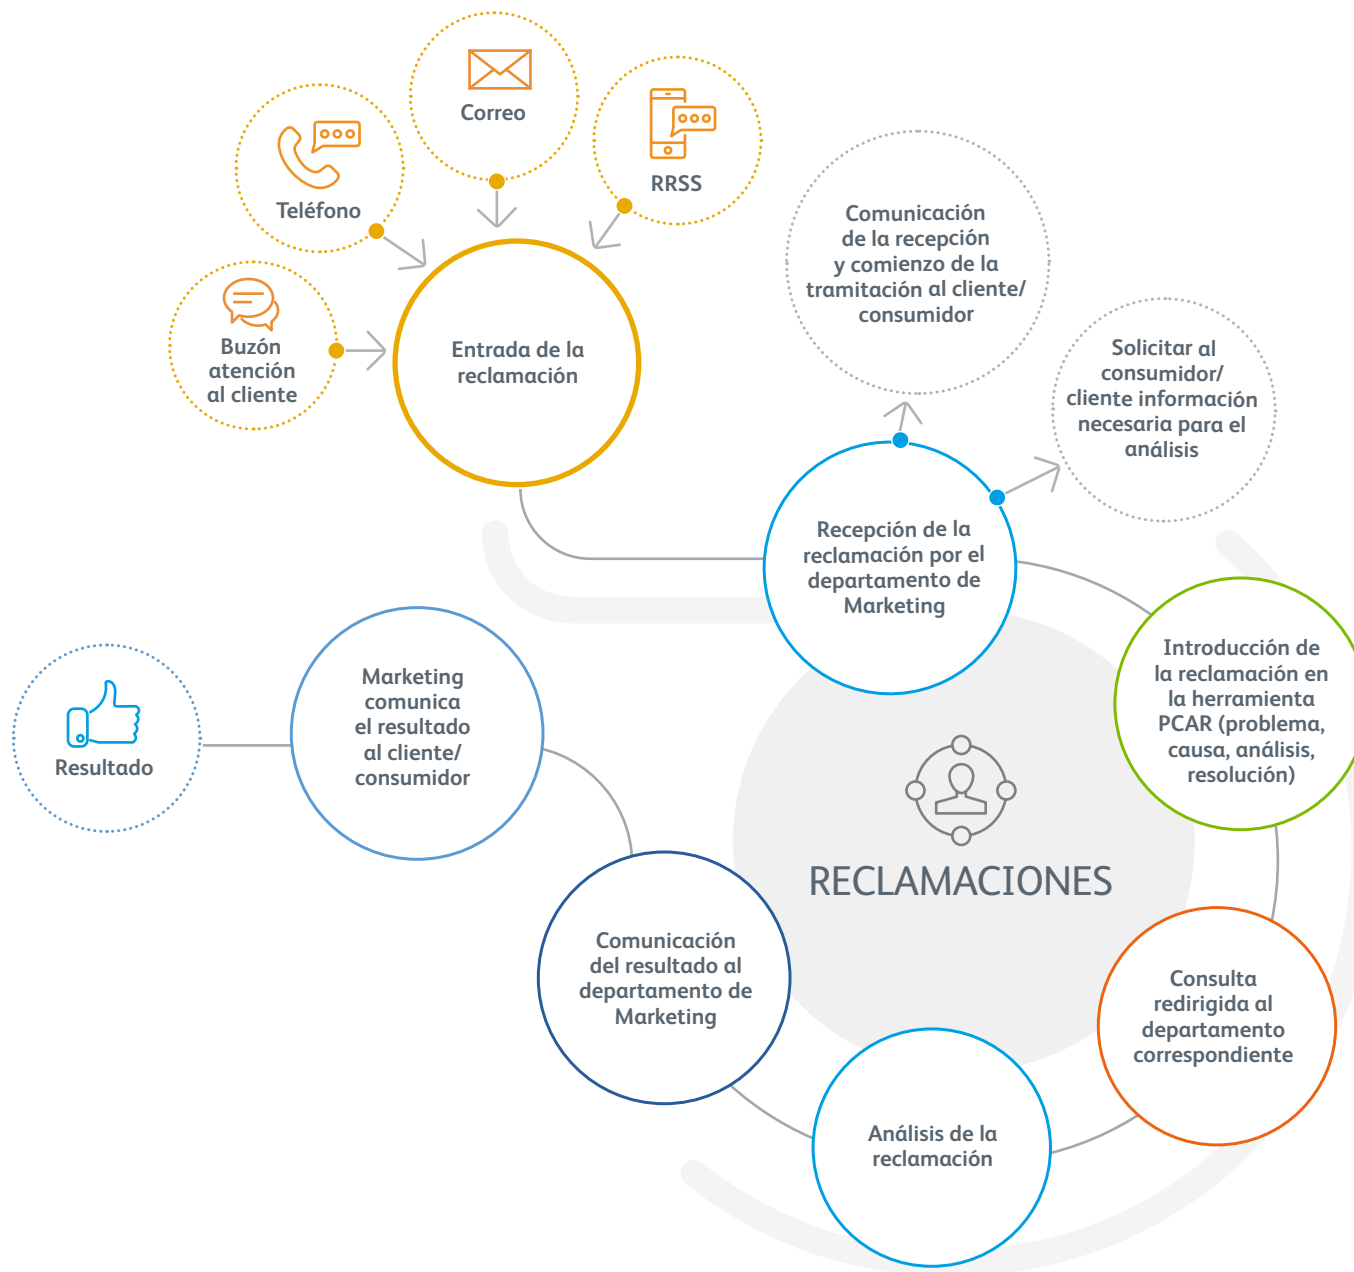 Correo
Teléfono
RRSS
Buzón
atención
al cliente
Entrada de la
reclamación
Comunicación
de la recepción
y comienzo de la
tramitación al cliente/
consumidor
Solicitar al
consumidor/
cliente información
necesaria para el
análisis
Recepción de la
reclamación por el
departamento de
Marketing
Introducción de
la reclamación en
la herramienta
PCAR (problema,
causa, análisis,
resolución)
RECLAMACIONES
Consulta
redirigida al
departamento
correspondiente
Análisis de la
reclamación
Comunicación
del resultado al
departamento de
Marketing
Marketing
comunica
el resultado
al cliente/
consumidor
Resultado